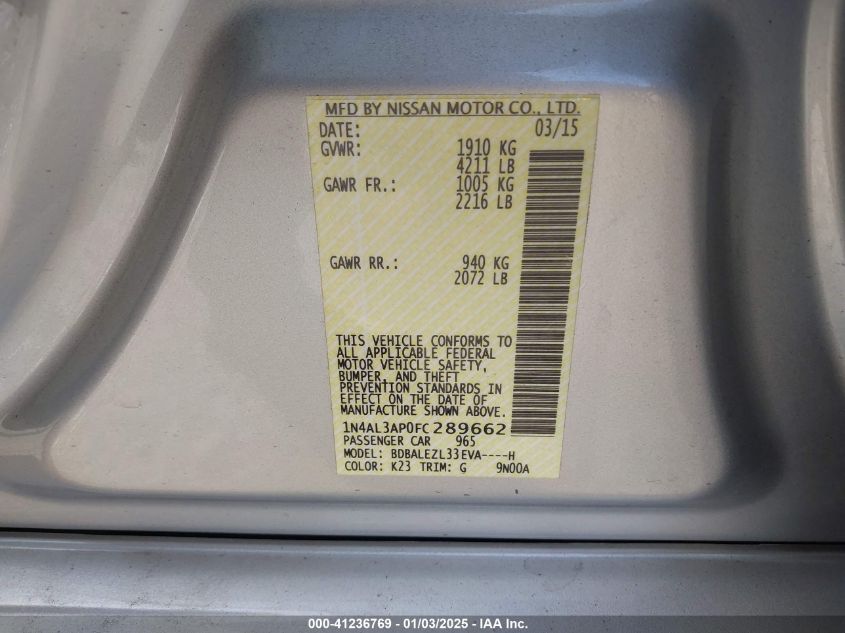 MFD BY NISSAN MOTOR CO., LTD.
DATE: 03/15
GVWR: 1910 KG
4211 LB
GAWR FR.: 1005 KG
2216 LB
GAWR RR.: 940 KG
2072 LB
THIS VEHICLE CONFORMS TO
ALL APPLICABLE FEDERAL
MOTOR VEHICLE SAFETY,
BUMPER, AND THEFT
PREVENTION STANDARDS IN
EFFECT ON THE DATE OF
MANUFACTURE SHOWN ABOVE.
1N4AL3AP0FC289662
PASSENGER CAR 965
MODEL: BDBALEZL33EVA----H
COLOR: K23 TRIM: G 9N00A
000-41236769 - 01/03/2025 - IAA Inc.